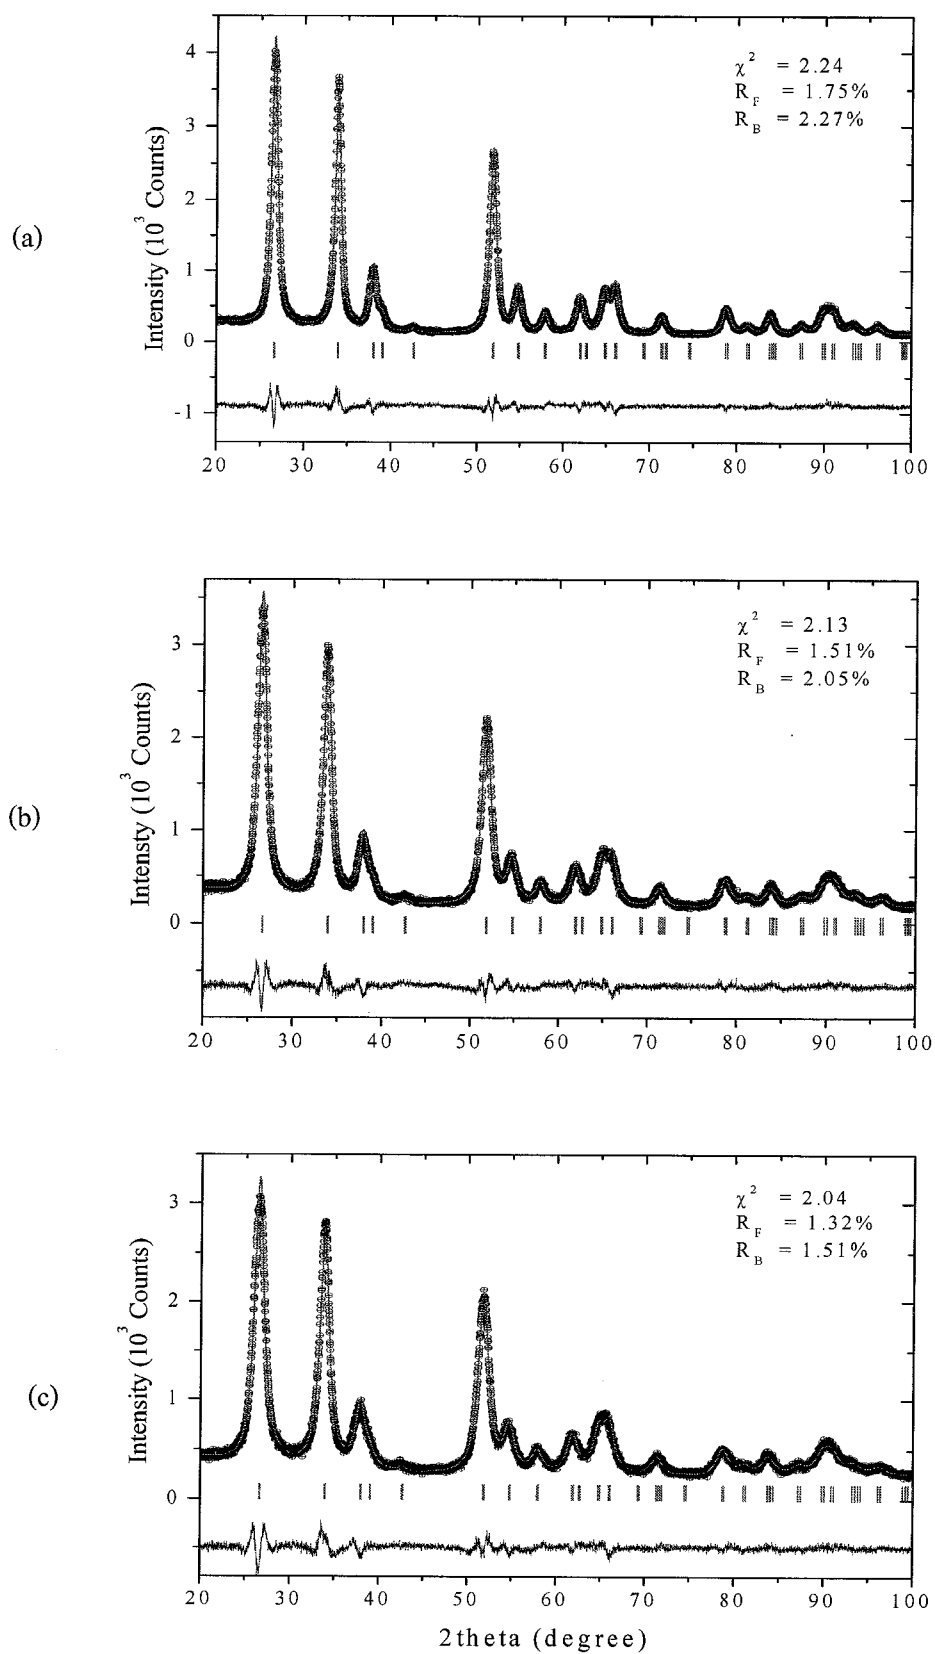 (a)
Intensity (10³ Counts)
4
3
2
1
0
-1
χ² = 2.24
R_F = 1.75%
R_B = 2.27%
20 30 40 50 60 70 80 90 100
(b)
Intensty (10³ Counts)
3
2
1
0
χ² = 2.13
R_F = 1.51%
R_B = 2.05%
20 30 40 50 60 70 80 90 100
(c)
Intensity (10³ Counts)
3
2
1
0
χ² = 2.04
R_F = 1.32%
R_B = 1.51%
20 30 40 50 60 70 80 90 100
2theta (degree)